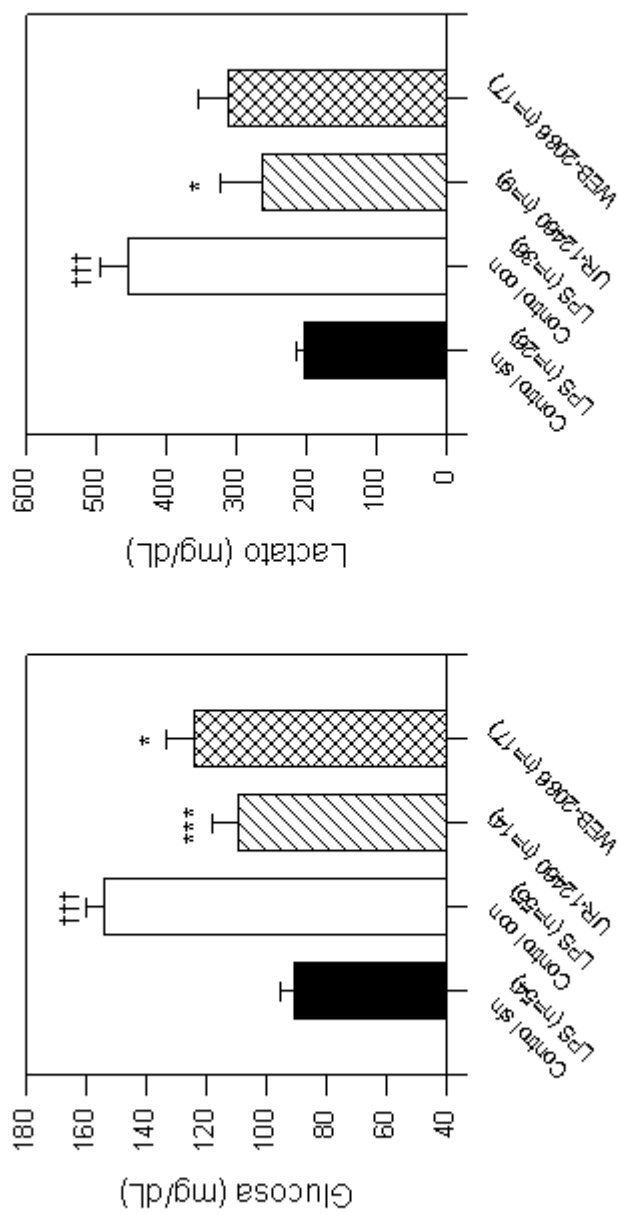 Glucosa (mg/dL)
180
160
140
120
100
80
60
40
†††
***
*
Control sin
LPS (n=54)
Control con
LPS (n=55)
UR-12460 (n=14)
WEB-2086 (n=17)
Lactato (mg/dL)
600
500
400
300
200
100
0
†††
*
Control sin
LPS (n=26)
Control con
LPS (n=36)
UR-12460 (n=9)
WEB-2086 (n=17)